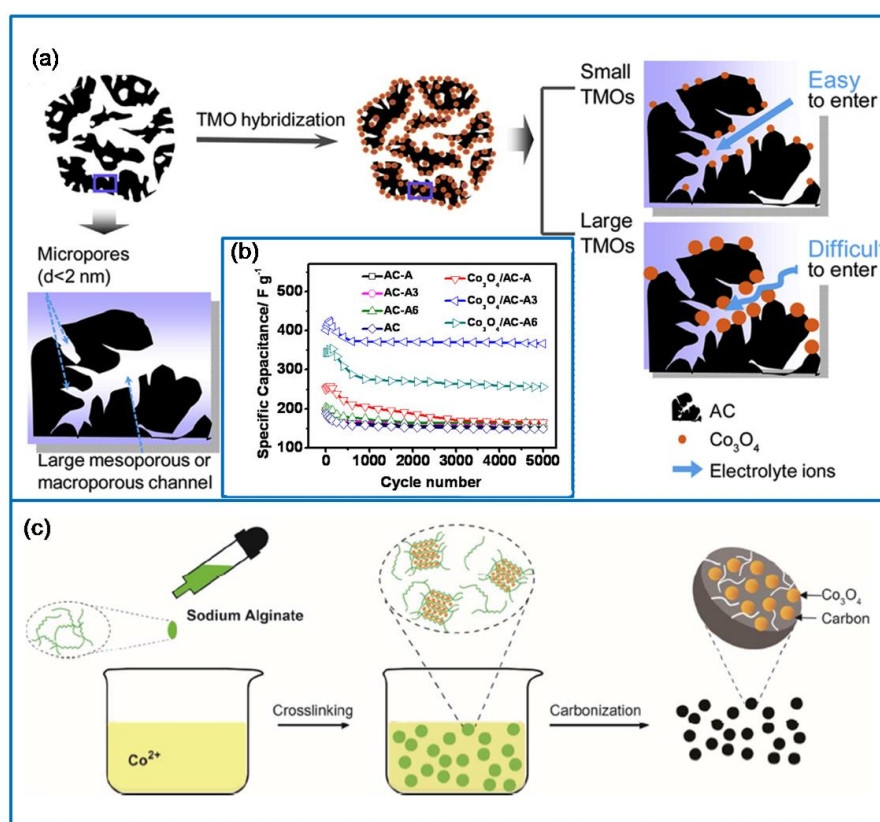 (a)
TMO hybridization
Small
TMOs
Easy
to enter
Large
TMOs
Difficult
to enter
Micropores
(d<2 nm)
Large mesoporous or
macroporous channel
AC
Co₃O₄
Electrolyte ions
(b)
Specific Capacitance/ F g⁻¹
500
400
300
200
100
AC-A
AC-A3
AC-A6
AC
Co₃O₄/AC-A
Co₃O₄/AC-A3
Co₃O₄/AC-A6
0 1000 2000 3000 4000 5000
Cycle number
(c)
Sodium Alginate
Co²⁺
Crosslinking
Carbonization
Co₃O₄
Carbon